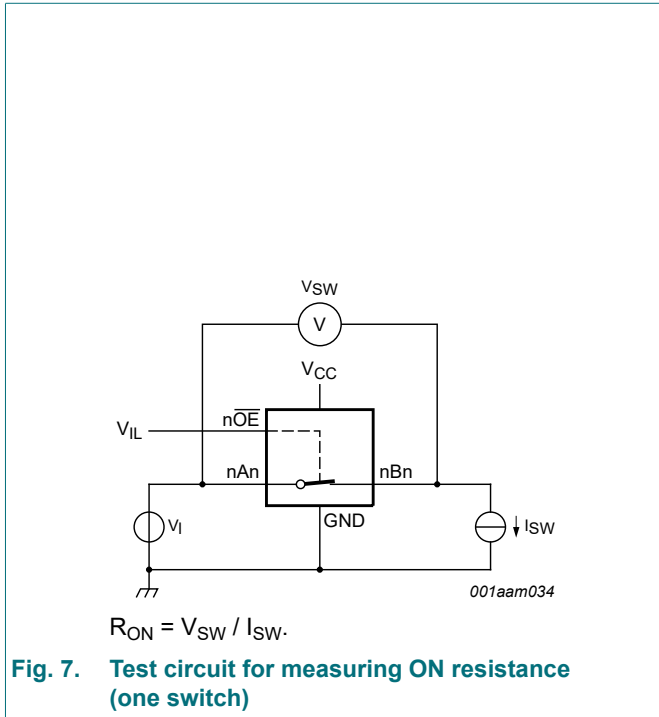 VSW
V
VCC
nOE
VIL
nAn
nBn
GND
VI
ISW
001aam034
RON = VSW / ISW.
Fig. 7. Test circuit for measuring ON resistance
(one switch)